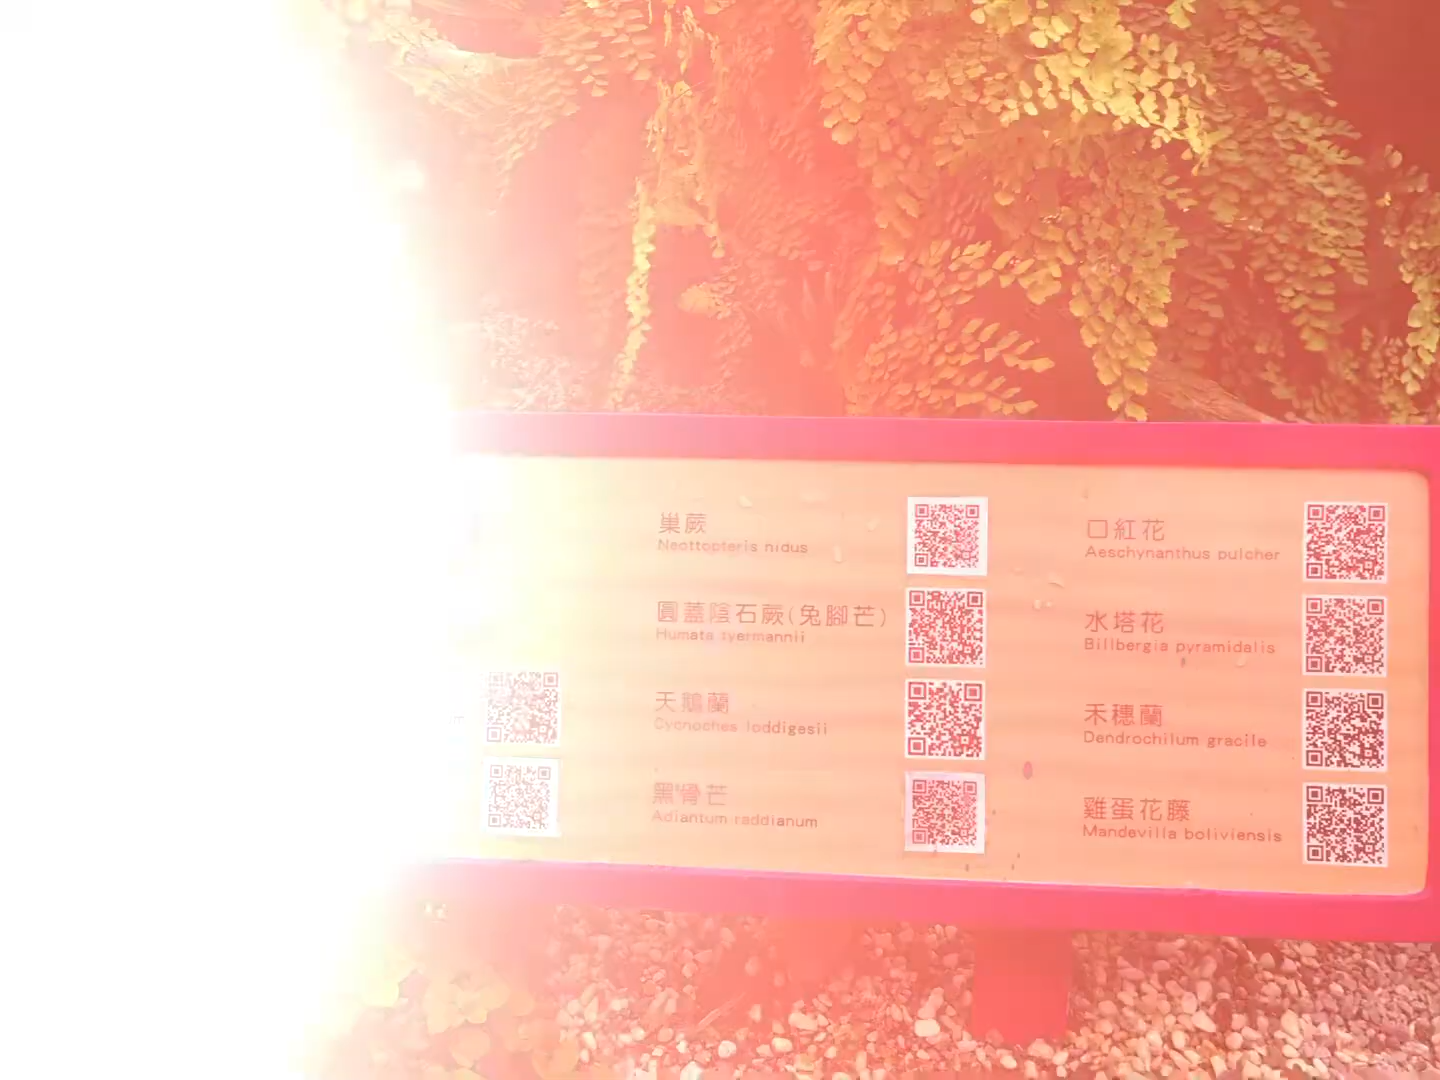 巢蕨
Neottopteris nidus
圓蓋陰石蕨(兔腳芒)
Humata tyermannii
天鵝蘭
Cycnoches loddigesii
黑骨芒
Adiantum raddianum
口紅花
Aeschynanthus pulcher
水塔花
Billbergia pyramidalis
禾穗蘭
Dendrochilum gracile
雞蛋花藤
Mandevilla boliviensis